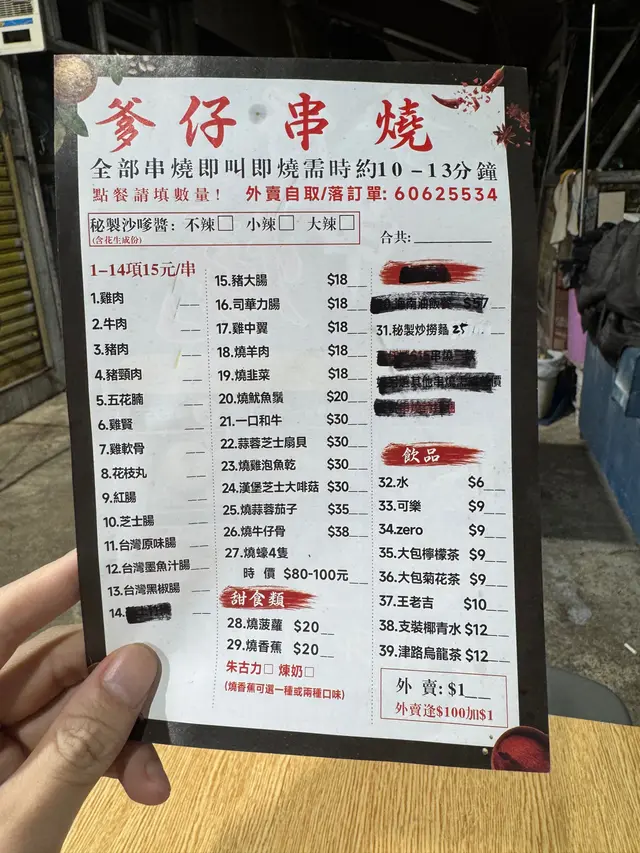 爹仔串燒
全部串燒即叫即燒需時約10-13分鐘
點餐請填數量! 外賣自取/落訂單: 60625534
秘製沙嗲醬: 不辣□ 小辣□ 大辣□
(含花生成份)
合共:________
1-14項15元/串
1.雞肉
2.牛肉
3.豬肉
4.豬頸肉
5.五花腩
6.雞腎
7.雞軟骨
8.花枝丸
9.紅腸
10.芝士腸
11.台灣原味腸
12.台灣墨魚汁腸
13.台灣黑椒腸
14.
15.豬大腸 $18
16.司華力腸 $18
17.雞中翼 $18
18.燒羊肉 $18
19.燒韭菜 $18
20.燒魷魚鬚 $20
21.一口和牛 $30
22.蒜蓉芝士扇貝 $30
23.燒雞泡魚乾 $30
24.漢堡芝士大啡菇 $30
25.燒蒜蓉茄子 $35
26.燒牛仔骨 $38
27.燒蠔4隻
時價 $80-100元
甜食類
28.燒菠蘿 $20
29.燒香蕉 $20
朱古力□ 煉奶□
(燒香蕉可選一種或兩種口味)
31.秘製炒撈麵 25
飲品
32.水 $6
33.可樂 $9
34.zero $9
35.大包檸檬茶 $9
36.大包菊花茶 $9
37.王老吉 $10
38.支裝椰青水 $12
39.津路烏龍茶 $12
外賣: $1
外賣逢$100加$1